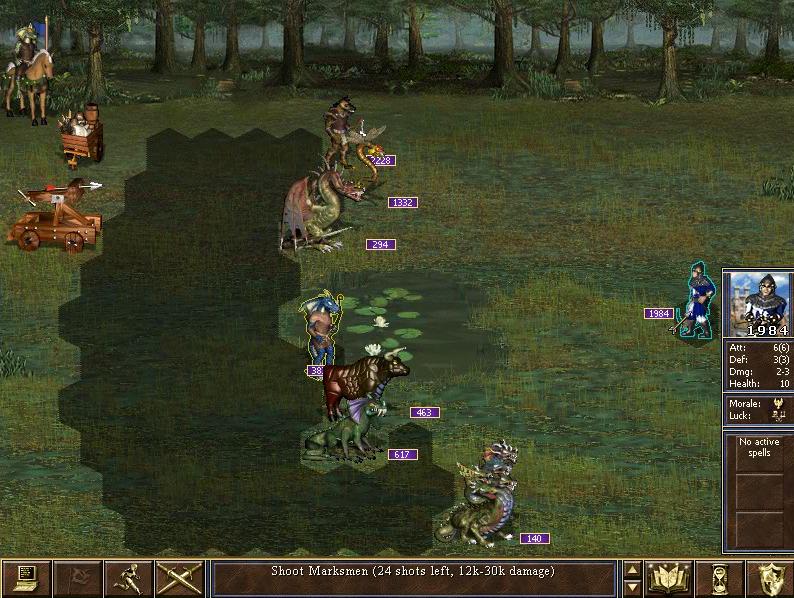 2228
1332
294
1984
1984
Att: 6(6)
Def: 3(3)
Dmg: 2-3
Health: 10
38
Morale:
463
Luck:
No active
spells
617
140
Shoot Marksmen (24 shots left, 12k-30k damage)